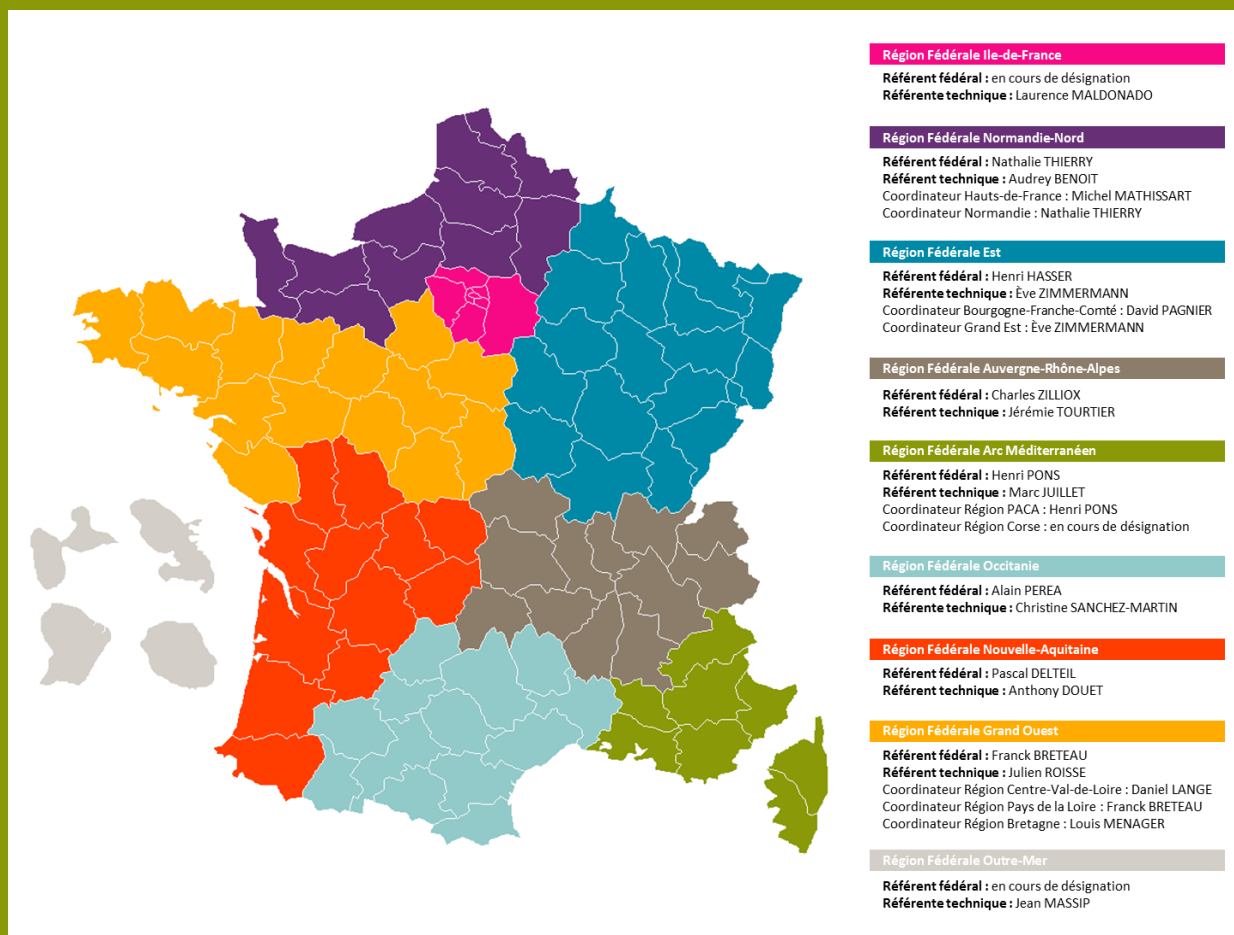 Région Fédérale Ile-de-France
Référent fédéral : en cours de désignation
Référente technique : Laurence MALDONADO
Région Fédérale Normandie-Nord
Référent fédéral : Nathalie THIERRY
Référent technique : Audrey BENOIT
Coordinateur Hauts-de-France : Michel MATHISSART
Coordinateur Normandie : Nathalie THIERRY
Région Fédérale Est
Référent fédéral : Henri HASSER
Référente technique : Ève ZIMMERMANN
Coordinateur Bourgogne-Franche-Comté : David PAGNIER
Coordinateur Grand Est : Ève ZIMMERMANN
Région Fédérale Auvergne-Rhône-Alpes
Référent fédéral : Charles ZILLIOX
Référent technique : Jérémie TOURTIER
Région Fédérale Arc Méditerranéen
Référent fédéral : Henri PONS
Référent technique : Marc JUILLET
Coordinateur Région PACA : Henri PONS
Coordinateur Région Corse : en cours de désignation
Région Fédérale Occitanie
Référent fédéral : Alain PEREA
Référente technique : Christine SANCHEZ-MARTIN
Région Fédérale Nouvelle-Aquitaine
Référent fédéral : Pascal DELTEIL
Référent technique : Anthony DOUET
Région Fédérale Grand Ouest
Référent fédéral : Franck BRETEAU
Référent technique : Julien ROISSE
Coordinateur Région Centre-Val-de-Loire : Daniel LANGE
Coordinateur Région Pays de la Loire : Franck BRETEAU
Coordinateur Région Bretagne : Louis MENAGER
Région Fédérale Outre-Mer
Référent fédéral : en cours de désignation
Référente technique : Jean MASSIP